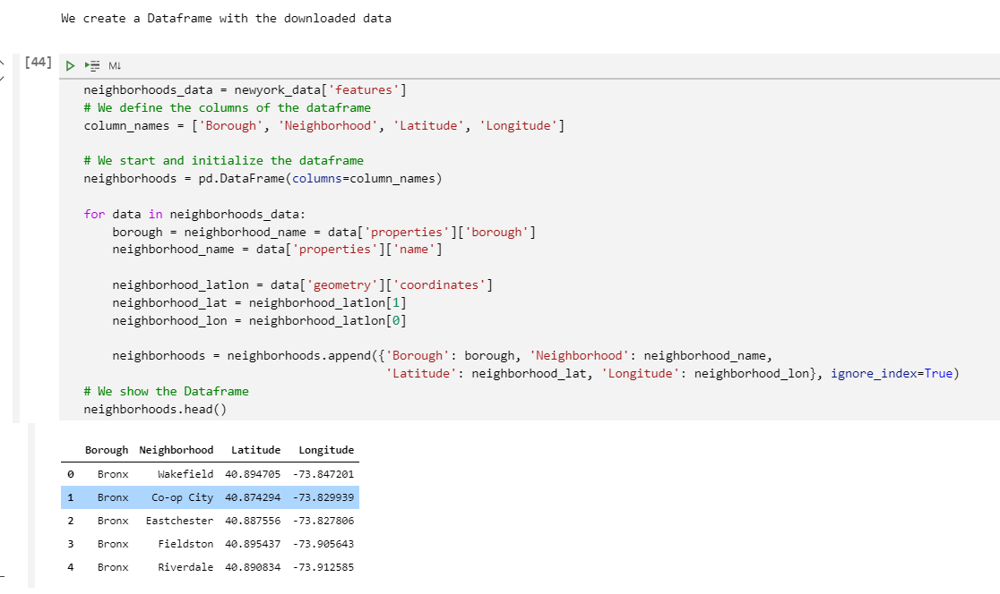 We create a Dataframe with the downloaded data
[44]
M↓
neighborhoods_data = newyork_data['features']
# We define the columns of the dataframe
column_names = ['Borough', 'Neighborhood', 'Latitude', 'Longitude']
# We start and initialize the dataframe
neighborhoods = pd.DataFrame(columns=column_names)
for data in neighborhoods_data:
    borough = neighborhood_name = data['properties']['borough']
    neighborhood_name = data['properties']['name']
    neighborhood_latlon = data['geometry']['coordinates']
    neighborhood_lat = neighborhood_latlon[1]
    neighborhood_lon = neighborhood_latlon[0]
    neighborhoods = neighborhoods.append({'Borough': borough, 'Neighborhood': neighborhood_name,
                                          'Latitude': neighborhood_lat, 'Longitude': neighborhood_lon}, ignore_index=True)
# We show the Dataframe
neighborhoods.head()
Borough Neighborhood Latitude Longitude
0 Bronx Wakefield 40.894705 -73.847201
1 Bronx Co-op City 40.874294 -73.829939
2 Bronx Eastchester 40.887556 -73.827806
3 Bronx Fieldston 40.895437 -73.905643
4 Bronx Riverdale 40.890834 -73.912585